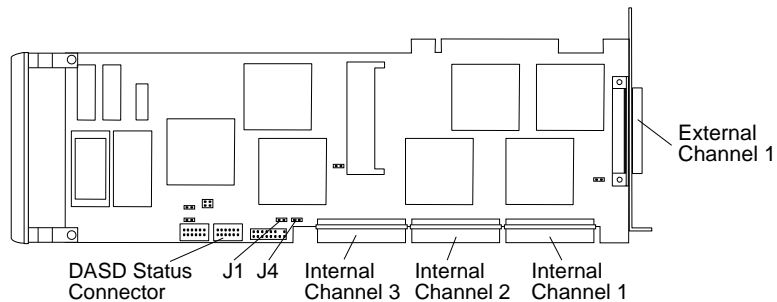 External
Channel 1
DASD Status
Connector
J1 J4
Internal
Channel 3
Internal
Channel 2
Internal
Channel 1